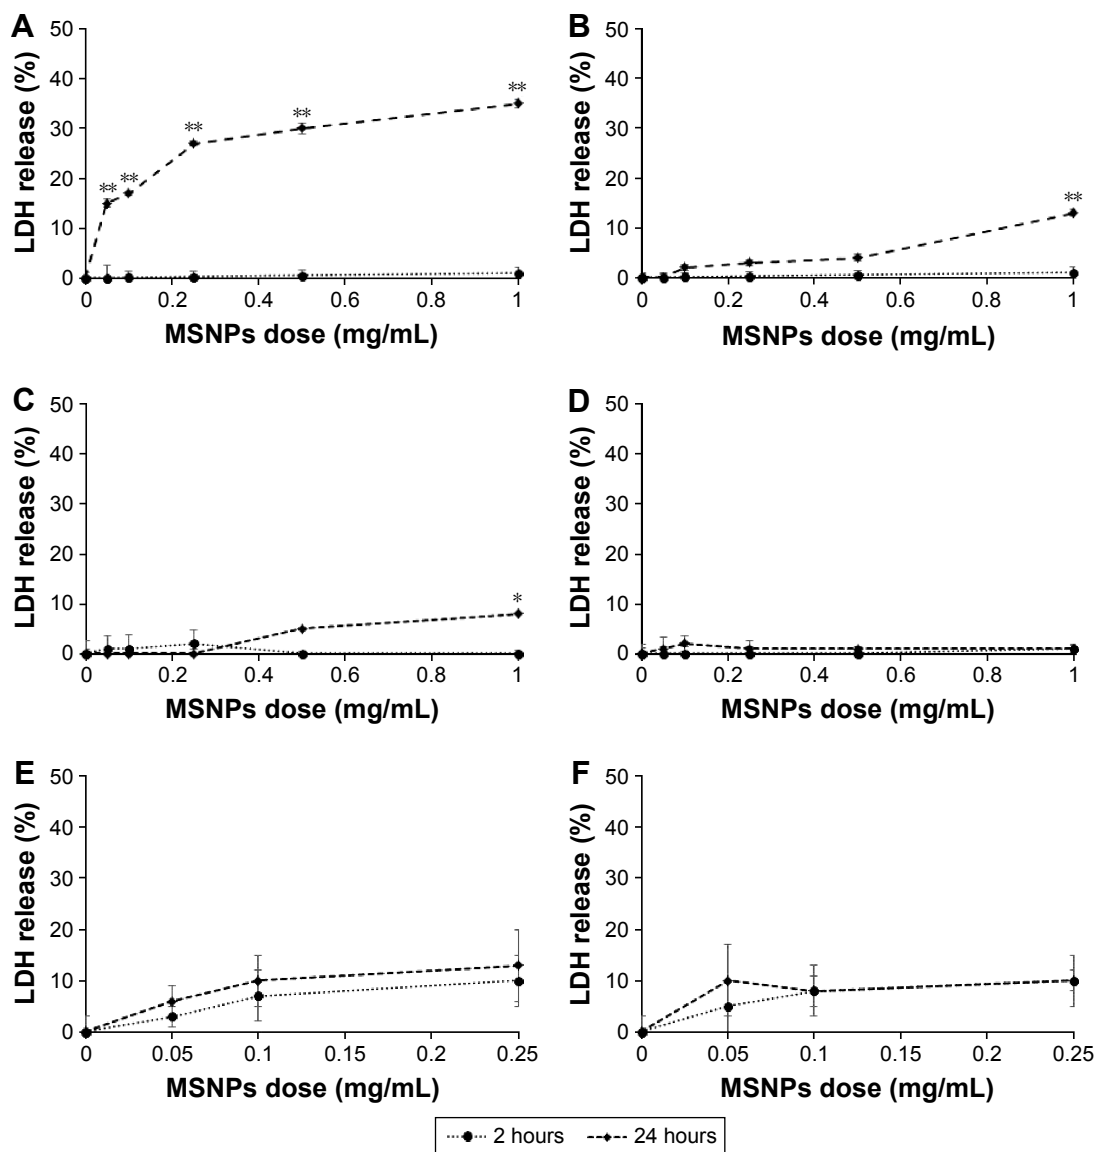 A
50
40
30
20
10
0
LDH release (%)
** ** ** ** **
0 0.2 0.4 0.6 0.8 1
MSNPs dose (mg/mL)
B
50
40
30
20
10
0
LDH release (%)
**
0 0.2 0.4 0.6 0.8 1
MSNPs dose (mg/mL)
C
50
40
30
20
10
0
LDH release (%)
*
0 0.2 0.4 0.6 0.8 1
MSNPs dose (mg/mL)
D
50
40
30
20
10
0
LDH release (%)
0 0.2 0.4 0.6 0.8 1
MSNPs dose (mg/mL)
E
50
40
30
20
10
0
LDH release (%)
0 0.05 0.1 0.15 0.2 0.25
MSNPs dose (mg/mL)
F
50
40
30
20
10
0
LDH release (%)
0 0.05 0.1 0.15 0.2 0.25
MSNPs dose (mg/mL)
2 hours 24 hours